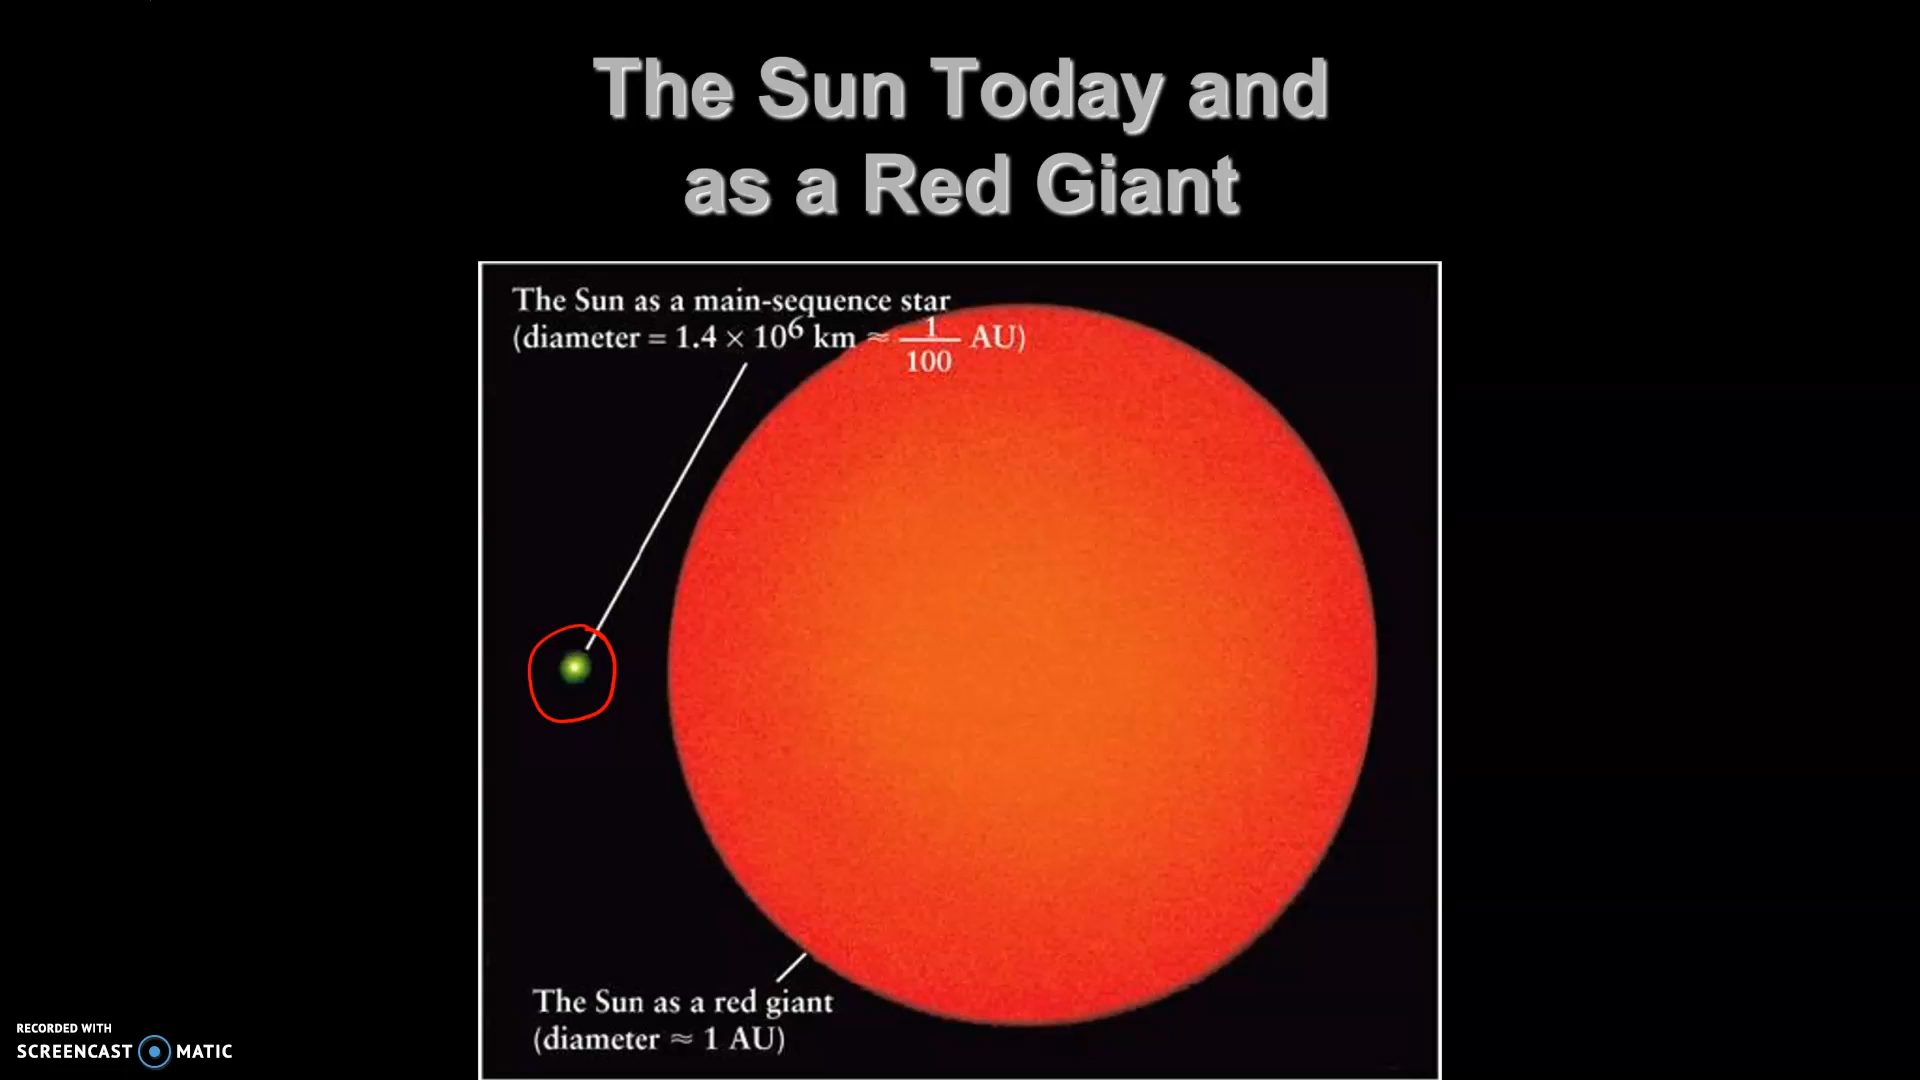 The Sun Today and
as a Red Giant
The Sun as a main-sequence star
(diameter = 1.4 × 10⁶ km ≈ 1/100 AU)
The Sun as a red giant
(diameter ≈ 1 AU)
RECORDED WITH
SCREENCAST MATIC